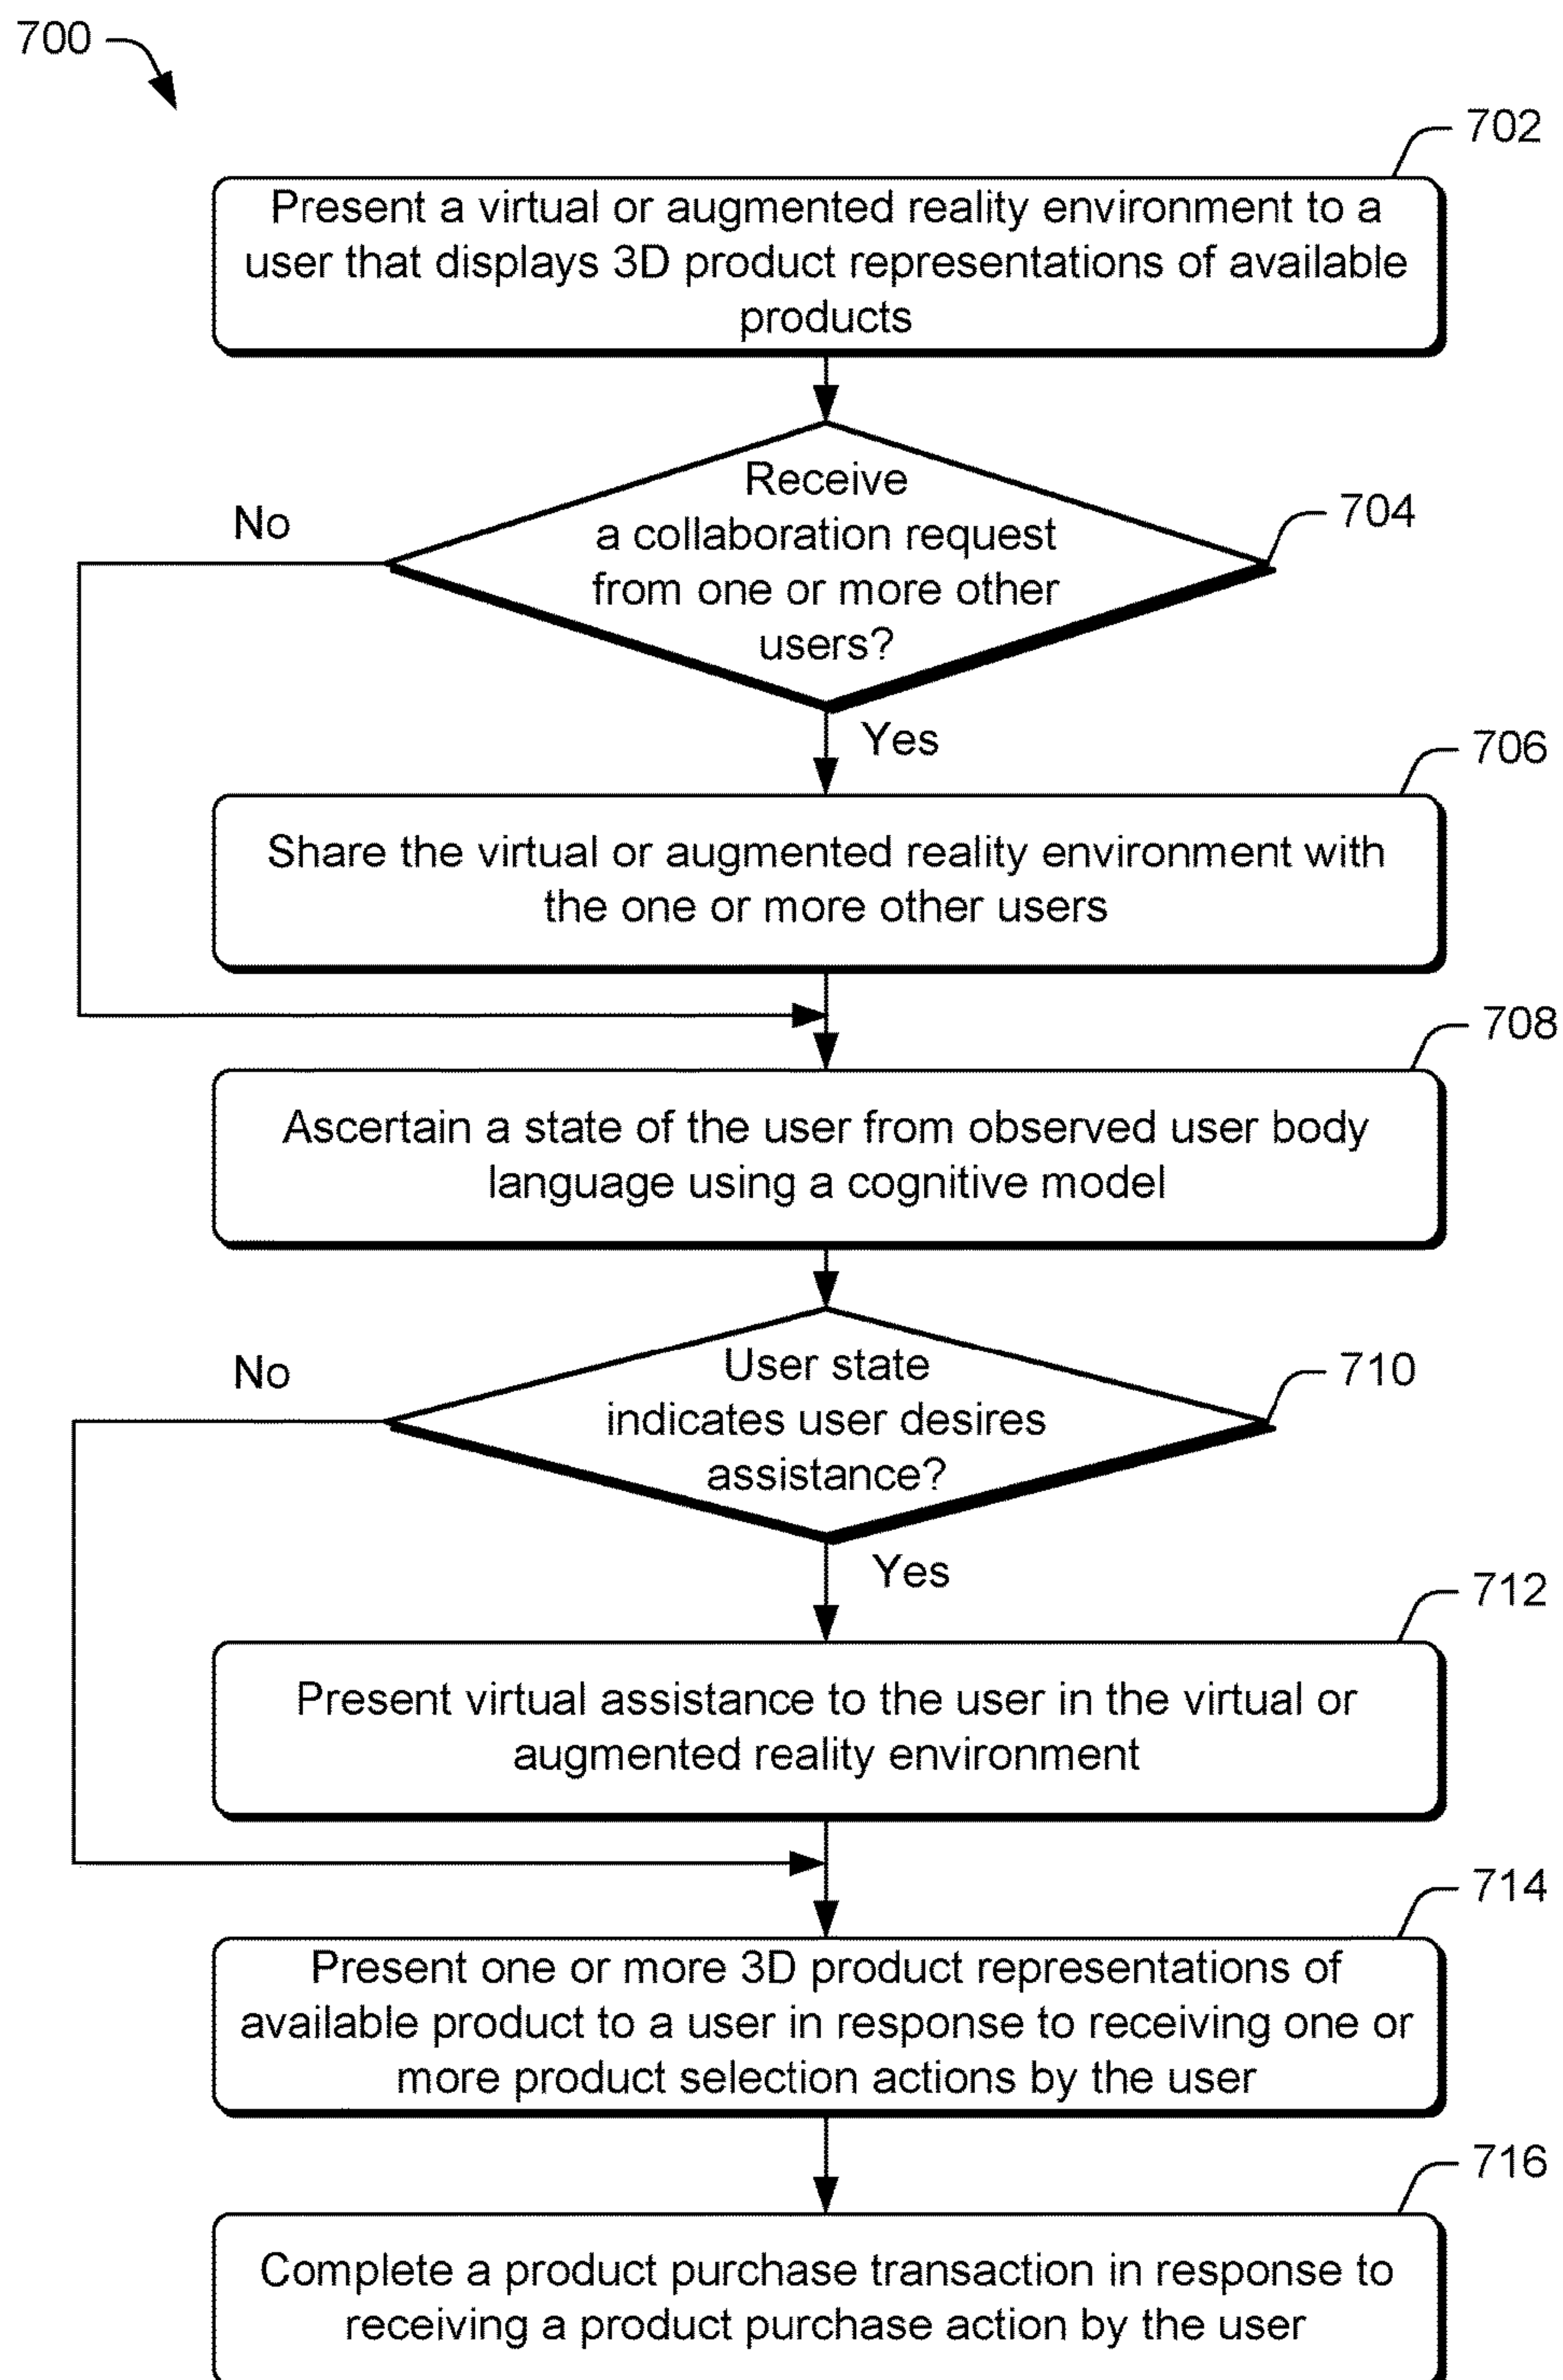 700
702
Present a virtual or augmented reality environment to a
user that displays 3D product representations of available
products
Receive
a collaboration request
from one or more other
users?
704
No
Yes
706
Share the virtual or augmented reality environment with
the one or more other users
708
Ascertain a state of the user from observed user body
language using a cognitive model
User state
indicates user desires
assistance?
710
No
Yes
712
Present virtual assistance to the user in the virtual or
augmented reality environment
714
Present one or more 3D product representations of
available product to a user in response to receiving one or
more product selection actions by the user
716
Complete a product purchase transaction in response to
receiving a product purchase action by the user